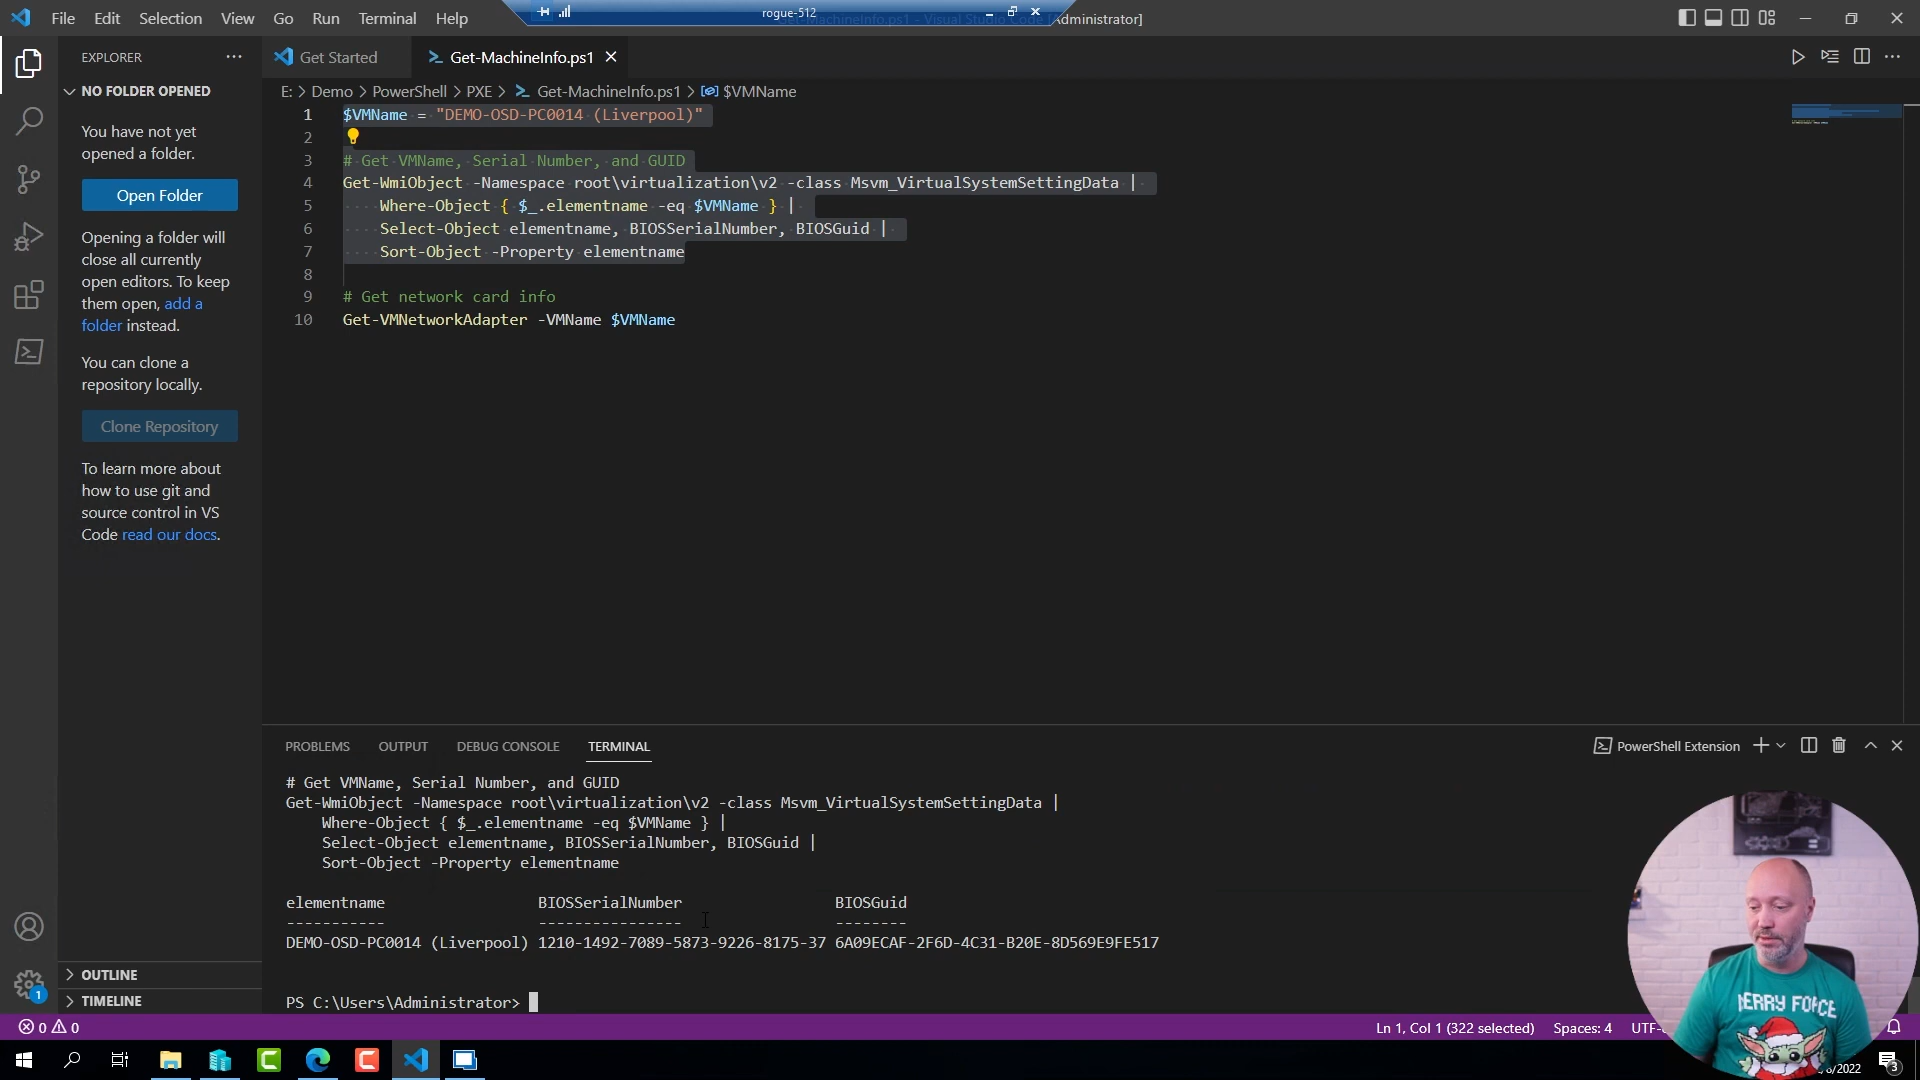 File Edit Selection View Go Run Terminal Help
rogue-512
Administrator]
EXPLORER
Get Started
Get-MachineInfo.ps1
NO FOLDER OPENED
E: > Demo > PowerShell > PXE > Get-MachineInfo.ps1 > $VMName
You have not yet
opened a folder.
Open Folder
Opening a folder will
close all currently
open editors. To keep
them open, add a
folder instead.
You can clone a
repository locally.
Clone Repository
To learn more about
how to use git and
source control in VS
Code read our docs.
OUTLINE
TIMELINE
1 $VMName = "DEMO-OSD-PC0014 (Liverpool)"
2
3 # Get VMName, Serial Number, and GUID
4 Get-WmiObject -Namespace root\virtualization\v2 -class Msvm_VirtualSystemSettingData |
5 Where-Object { $_.elementname -eq $VMName } |
6 Select-Object elementname, BIOSSerialNumber, BIOSGuid |
7 Sort-Object -Property elementname
8
9 # Get network card info
10 Get-VMNetworkAdapter -VMName $VMName
PROBLEMS OUTPUT DEBUG CONSOLE TERMINAL
PowerShell Extension
# Get VMName, Serial Number, and GUID
Get-WmiObject -Namespace root\virtualization\v2 -class Msvm_VirtualSystemSettingData |
Where-Object { $_.elementname -eq $VMName } |
Select-Object elementname, BIOSSerialNumber, BIOSGuid |
Sort-Object -Property elementname
elementname BIOSSerialNumber BIOSGuid
----------- ---------------- --------
DEMO-OSD-PC0014 (Liverpool) 1210-1492-7089-5873-9226-8175-37 6A09ECAF-2F6D-4C31-B20E-8D569E9FE517
PS C:\Users\Administrator>
1
0 0
Ln 1, Col 1 (322 selected) Spaces: 4
/2022
3
FORCE